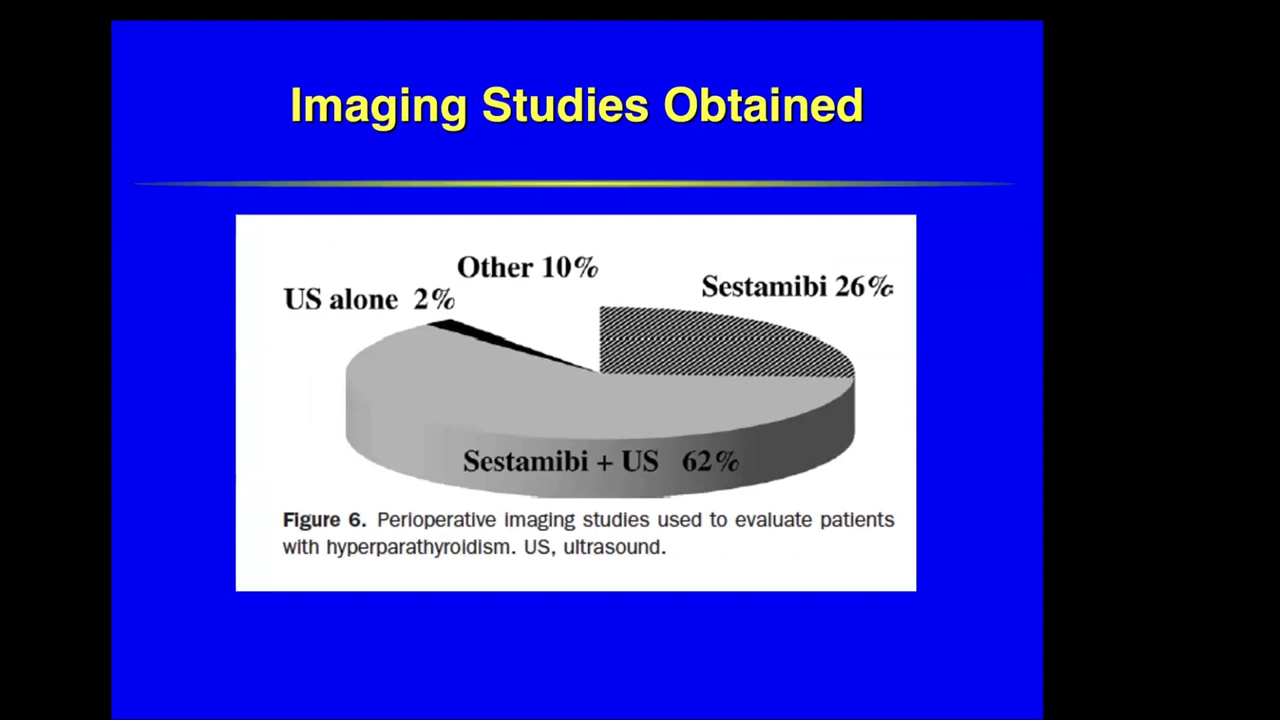 Imaging Studies Obtained
Other 10%
Sestamibi 26%
US alone 2%
Sestamibi + US 62%
Figure 6. Perioperative imaging studies used to evaluate patients
with hyperparathyroidism. US, ultrasound.